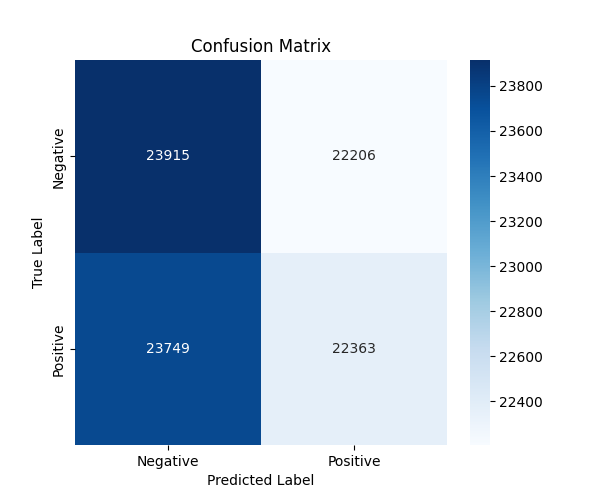 Confusion Matrix
True Label
Negative
23915
22206
Positive
23749
22363
Negative
Positive
Predicted Label
23800
23600
23400
23200
23000
22800
22600
22400